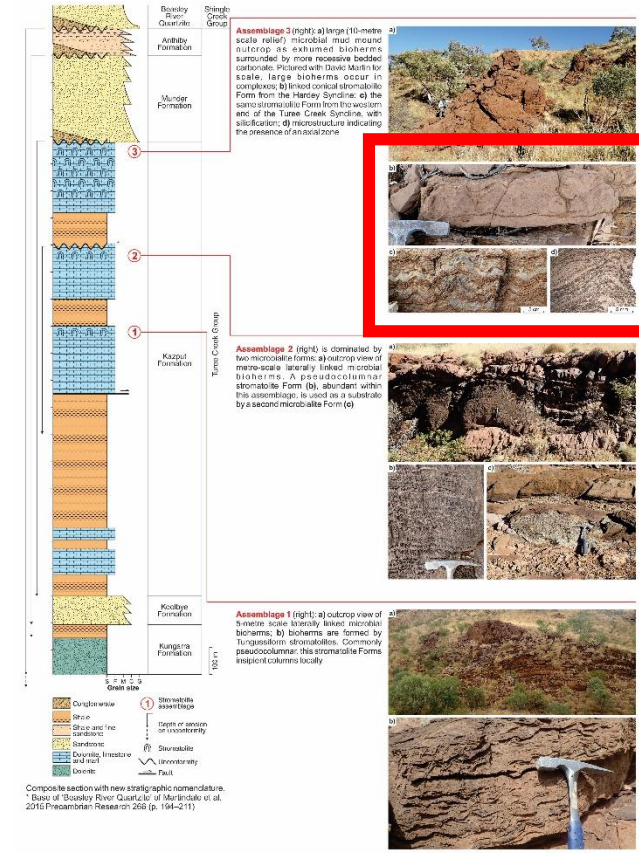 Beasley
River
Quartzite
Shingle
Creek
Group
Anthiby
Formation
Munder
Formation
Kazput
Formation
Koolbye
Formation
Kungarra
Formation
Turee Creek Group
3
2
1
100 m
S F M C G
Grain size
Conglomerate
Shale
Shale and fine
sandstone
Sandstone
Dolomite, limestone
and marl
Dolerite
1
Stromatolite
assemblage
Depth of erosion
on unconformity
Stromatolite
Unconformity
Fault
Composite section with new stratigraphic nomenclature.
* Base of 'Beasley River Quartzite' of Martindale et al.
2015 Precambrian Research 266 (p. 194–211)
Assemblage 3 (right): a) large (10-metre
scale relief) microbial mud mound
outcrop as exhumed bioherms
surrounded by more recessive bedded
carbonate. Pictured with David Martin for
scale, large bioherms occur in
complexes; b) linked conical stromatolite
Form from the Hardey Syncline; c) the
same stromatolite Form from the western
end of the Turee Creek Syncline, with
silicification; d) microstructure indicating
the presence of an axial zone
a)
b)
c)
d)
Assemblage 2 (right) is dominated by
two microbialite forms: a) outcrop view of
metre-scale laterally linked microbial
bioherms. A pseudocolumnar
stromatolite Form (b), abundant within
this assemblage, is used as a substrate
by a second microbialite Form (c)
a)
b)
c)
Assemblage 1 (right): a) outcrop view of
5-metre scale laterally linked microbial
bioherms; b) bioherms are formed by
Tungussiform stromatolites. Commonly
pseudocolumnar, this stromatolite Forms
insipient columns locally
a)
b)